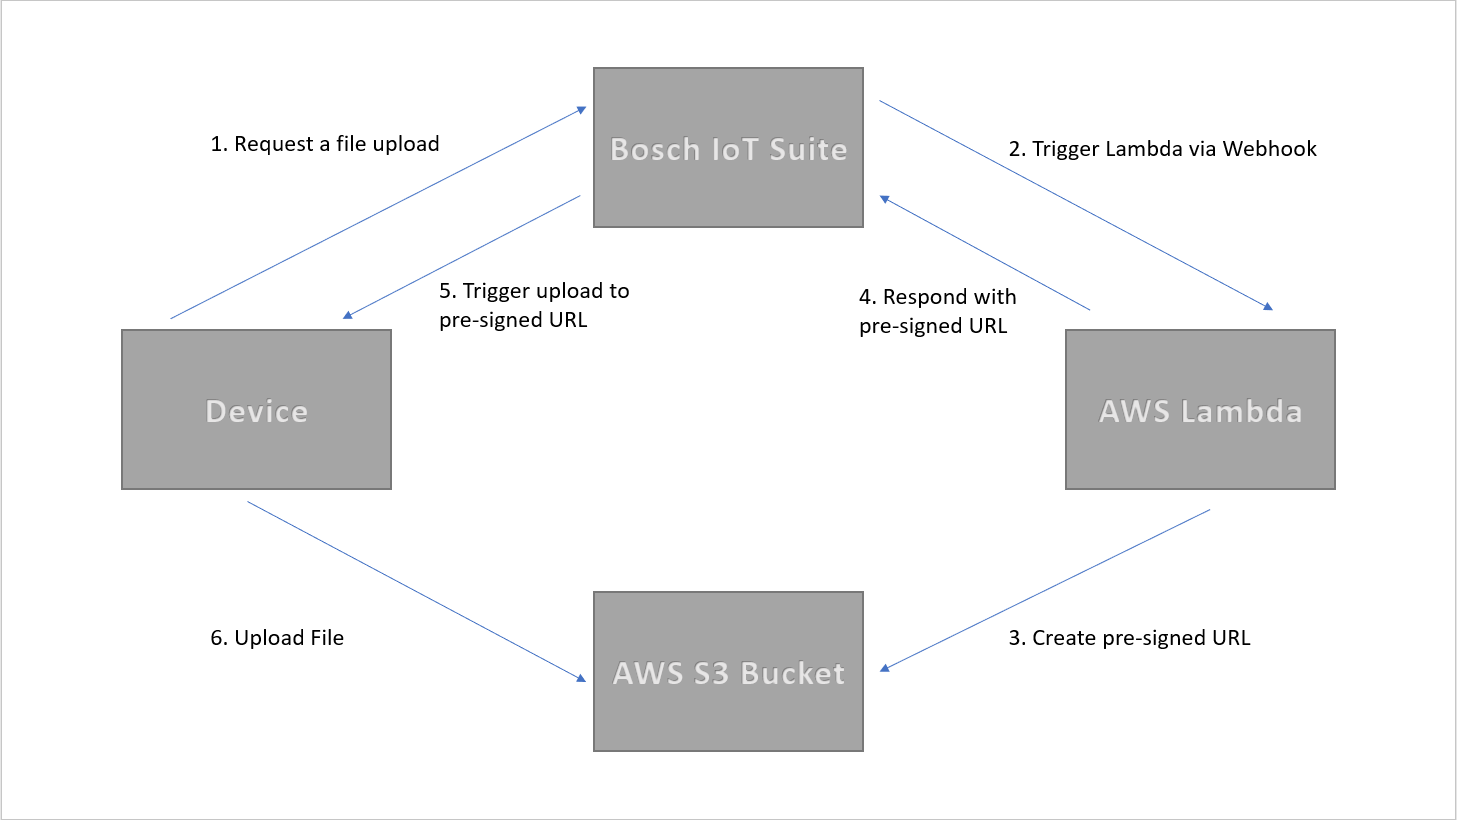 Bosch IoT Suite
1. Request a file upload
2. Trigger Lambda via Webhook
5. Trigger upload to
pre-signed URL
4. Respond with
pre-signed URL
Device
AWS Lambda
6. Upload File
3. Create pre-signed URL
AWS S3 Bucket